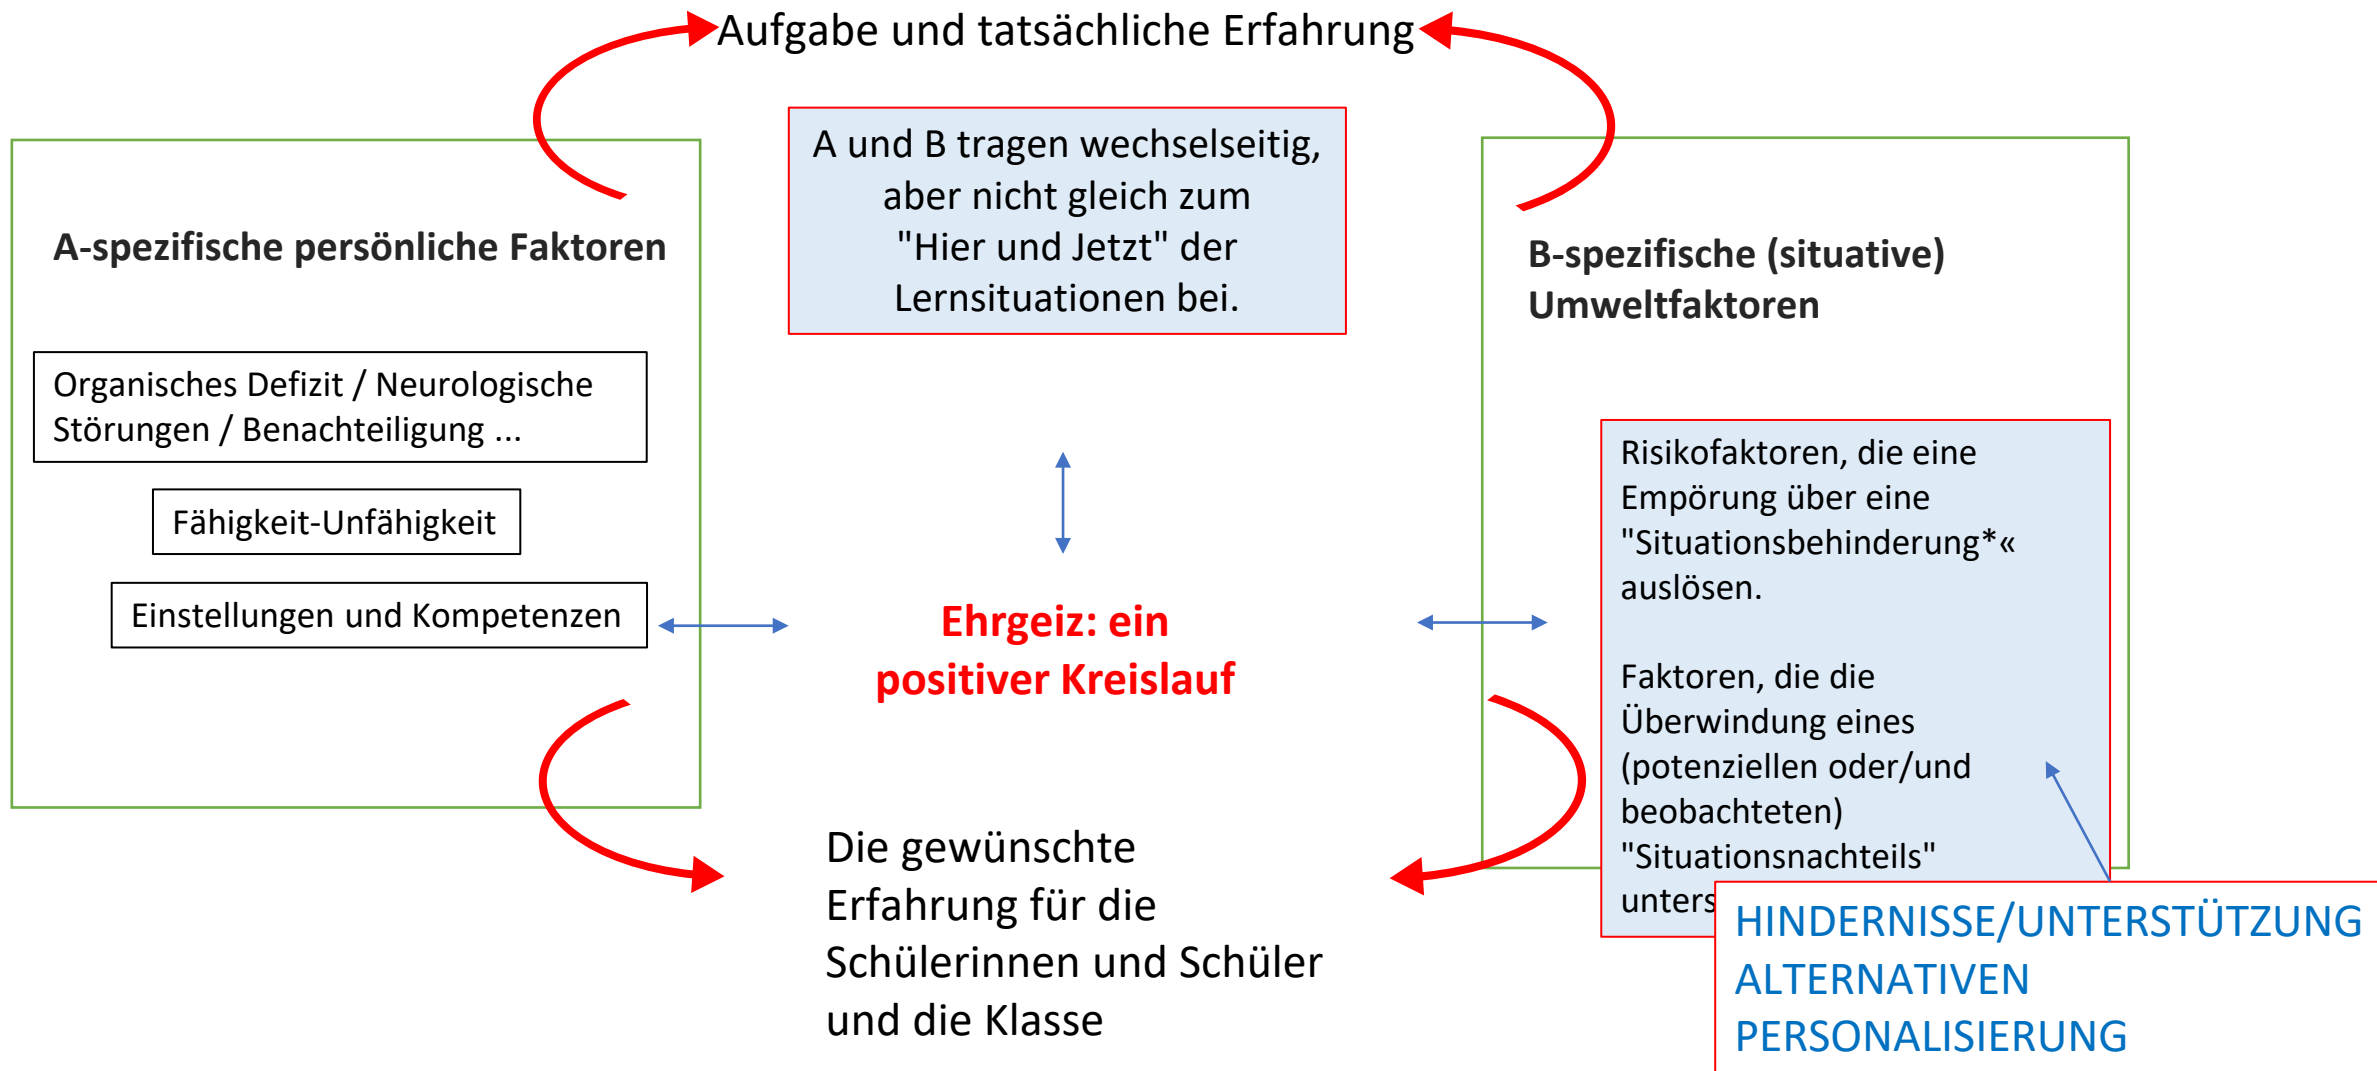 Aufgabe und tatsächliche Erfahrung
A und B tragen wechselseitig,
aber nicht gleich zum
"Hier und Jetzt" der
Lernsituationen bei.
A-spezifische persönliche Faktoren
Organisches Defizit / Neurologische
Störungen / Benachteiligung ...
Fähigkeit-Unfähigkeit
Einstellungen und Kompetenzen
Ehrgeiz: ein
positiver Kreislauf
Die gewünschte
Erfahrung für die
Schülerinnen und Schüler
und die Klasse
B-spezifische (situative)
Umweltfaktoren
Risikofaktoren, die eine
Empörung über eine
"Situationsbehinderung*«
auslösen.
Faktoren, die die
Überwindung eines
(potenziellen oder/und
beobachteten)
"Situationsnachteils"
HINDERNISSE/UNTERSTÜTZUNG
ALTERNATIVEN
PERSONALISIERUNG